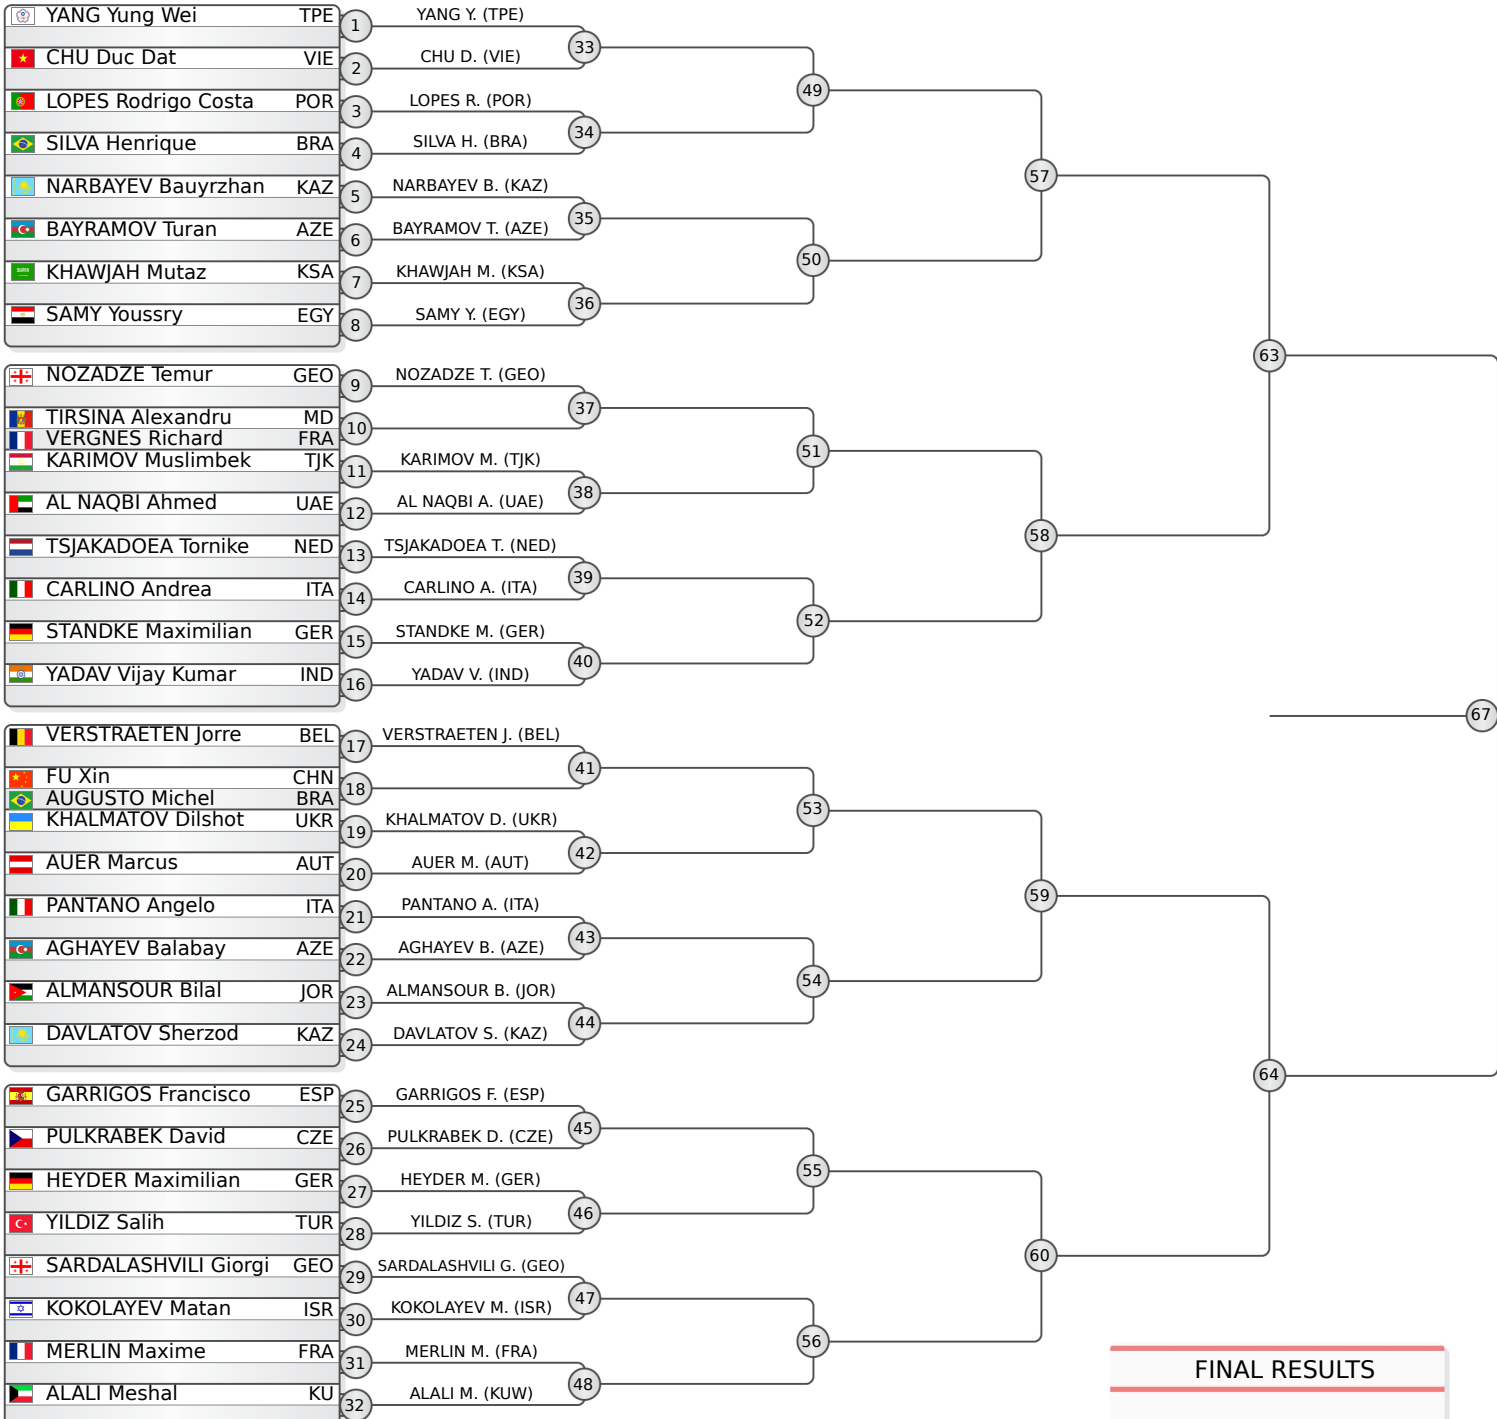 YANG Yung Wei TPE 1 YANG Y. (TPE)
33
CHU Duc Dat VIE 2 CHU D. (VIE)
49
LOPES Rodrigo Costa POR 3 LOPES R. (POR)
34
SILVA Henrique BRA 4 SILVA H. (BRA)
57
NARBAYEV Bauyrzhan KAZ 5 NARBAYEV B. (KAZ)
35
BAYRAMOV Turan AZE 6 BAYRAMOV T. (AZE)
50
KHAWJAH Mutaz KSA 7 KHAWJAH M. (KSA)
36
SAMY Youssry EGY 8 SAMY Y. (EGY)
63
NOZADZE Temur GEO 9 NOZADZE T. (GEO)
37
TIRSINA Alexandru MD
10
VERGNES Richard FRA
51
KARIMOV Muslimbek TJK 11 KARIMOV M. (TJK)
38
AL NAQBI Ahmed UAE 12 AL NAQBI A. (UAE)
58
TSJAKADOEA Tornike NED 13 TSJAKADOEA T. (NED)
39
CARLINO Andrea ITA 14 CARLINO A. (ITA)
52
STANDKE Maximilian GER 15 STANDKE M. (GER)
40
YADAV Vijay Kumar IND 16 YADAV V. (IND)
67
VERSTRAETEN Jorre BEL 17 VERSTRAETEN J. (BEL)
41
FU Xin CHN
18
AUGUSTO Michel BRA
53
KHALMATOV Dilshot UKR 19 KHALMATOV D. (UKR)
42
AUER Marcus AUT 20 AUER M. (AUT)
59
PANTANO Angelo ITA 21 PANTANO A. (ITA)
43
AGHAYEV Balabay AZE 22 AGHAYEV B. (AZE)
54
ALMANSOUR Bilal JOR 23 ALMANSOUR B. (JOR)
44
DAVLATOV Sherzod KAZ 24 DAVLATOV S. (KAZ)
64
GARRIGOS Francisco ESP 25 GARRIGOS F. (ESP)
45
PULKRABEK David CZE 26 PULKRABEK D. (CZE)
55
HEYDER Maximilian GER 27 HEYDER M. (GER)
46
YILDIZ Salih TUR 28 YILDIZ S. (TUR)
60
SARDALASHVILI Giorgi GEO 29 SARDALASHVILI G. (GEO)
47
KOKOLAYEV Matan ISR 30 KOKOLAYEV M. (ISR)
56
MERLIN Maxime FRA 31 MERLIN M. (FRA)
48
ALALI Meshal KU 32 ALALI M. (KUW)
FINAL RESULTS